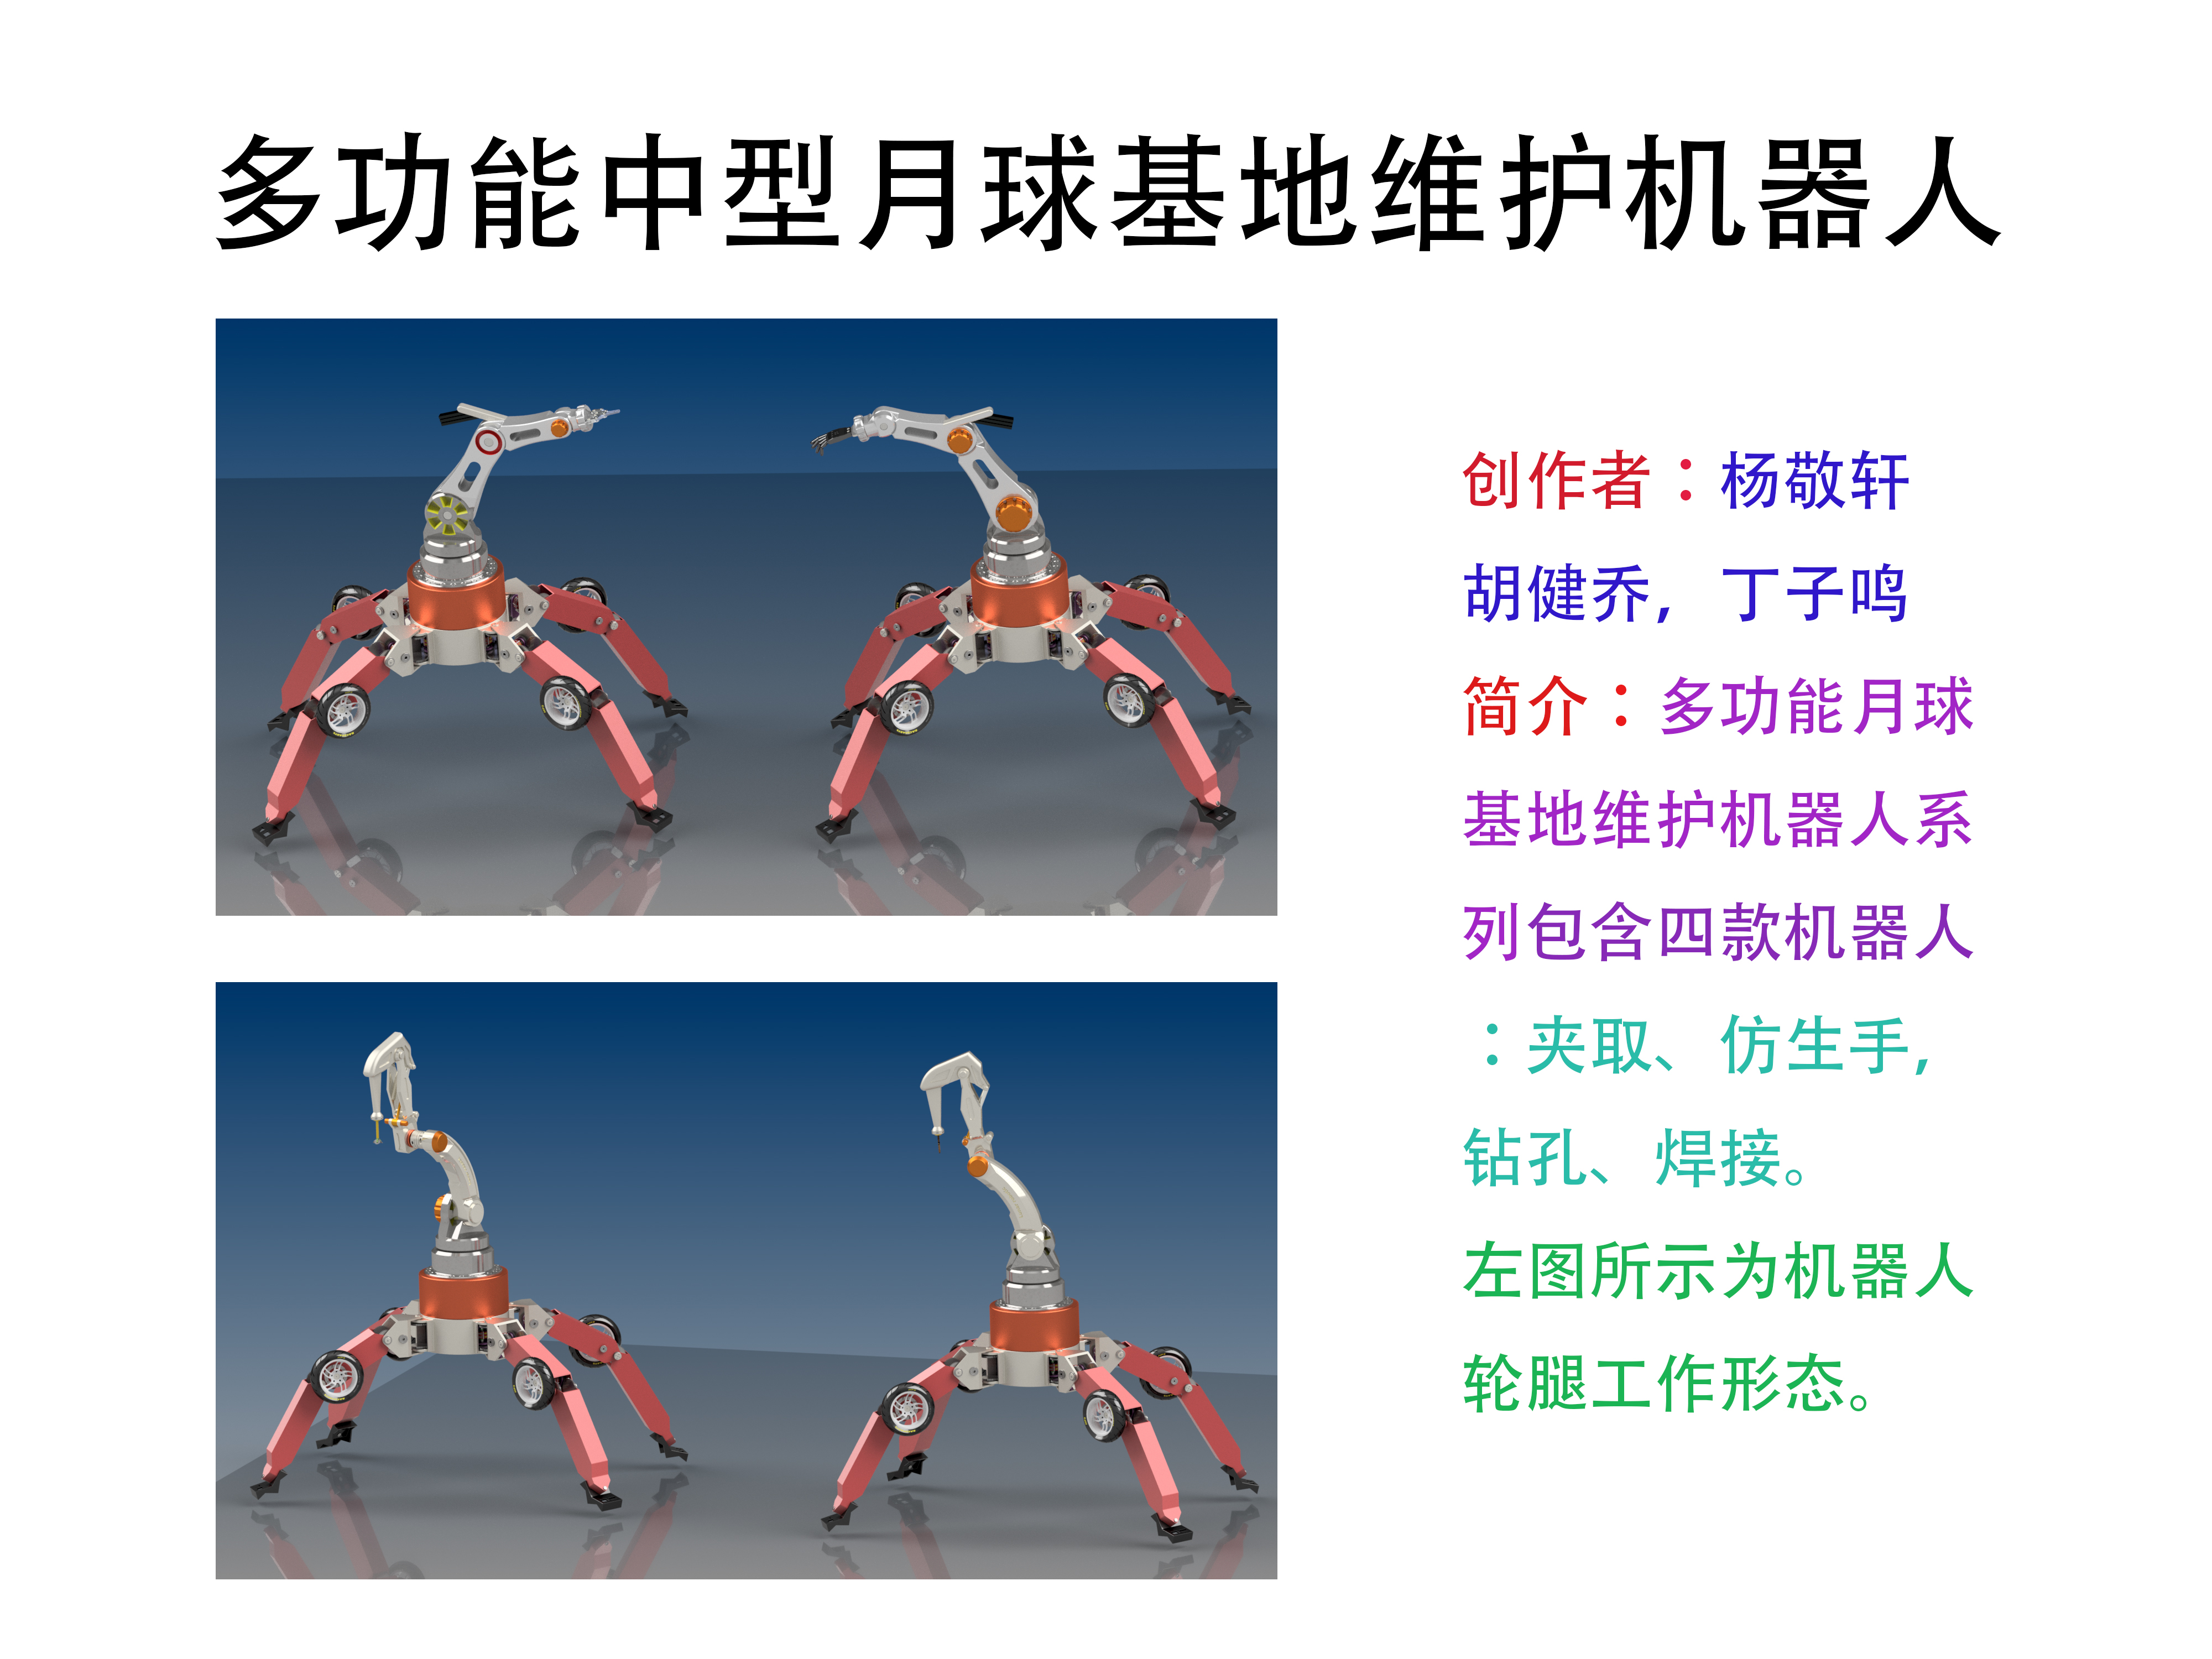 多功能中型月球基地维护机器人
创作者：杨敬轩
胡健乔，丁子鸣
简介：多功能月球
基地维护机器人系
列包含四款机器人
：夹取、仿生手，
钻孔、焊接。
左图所示为机器人
轮腿工作形态。